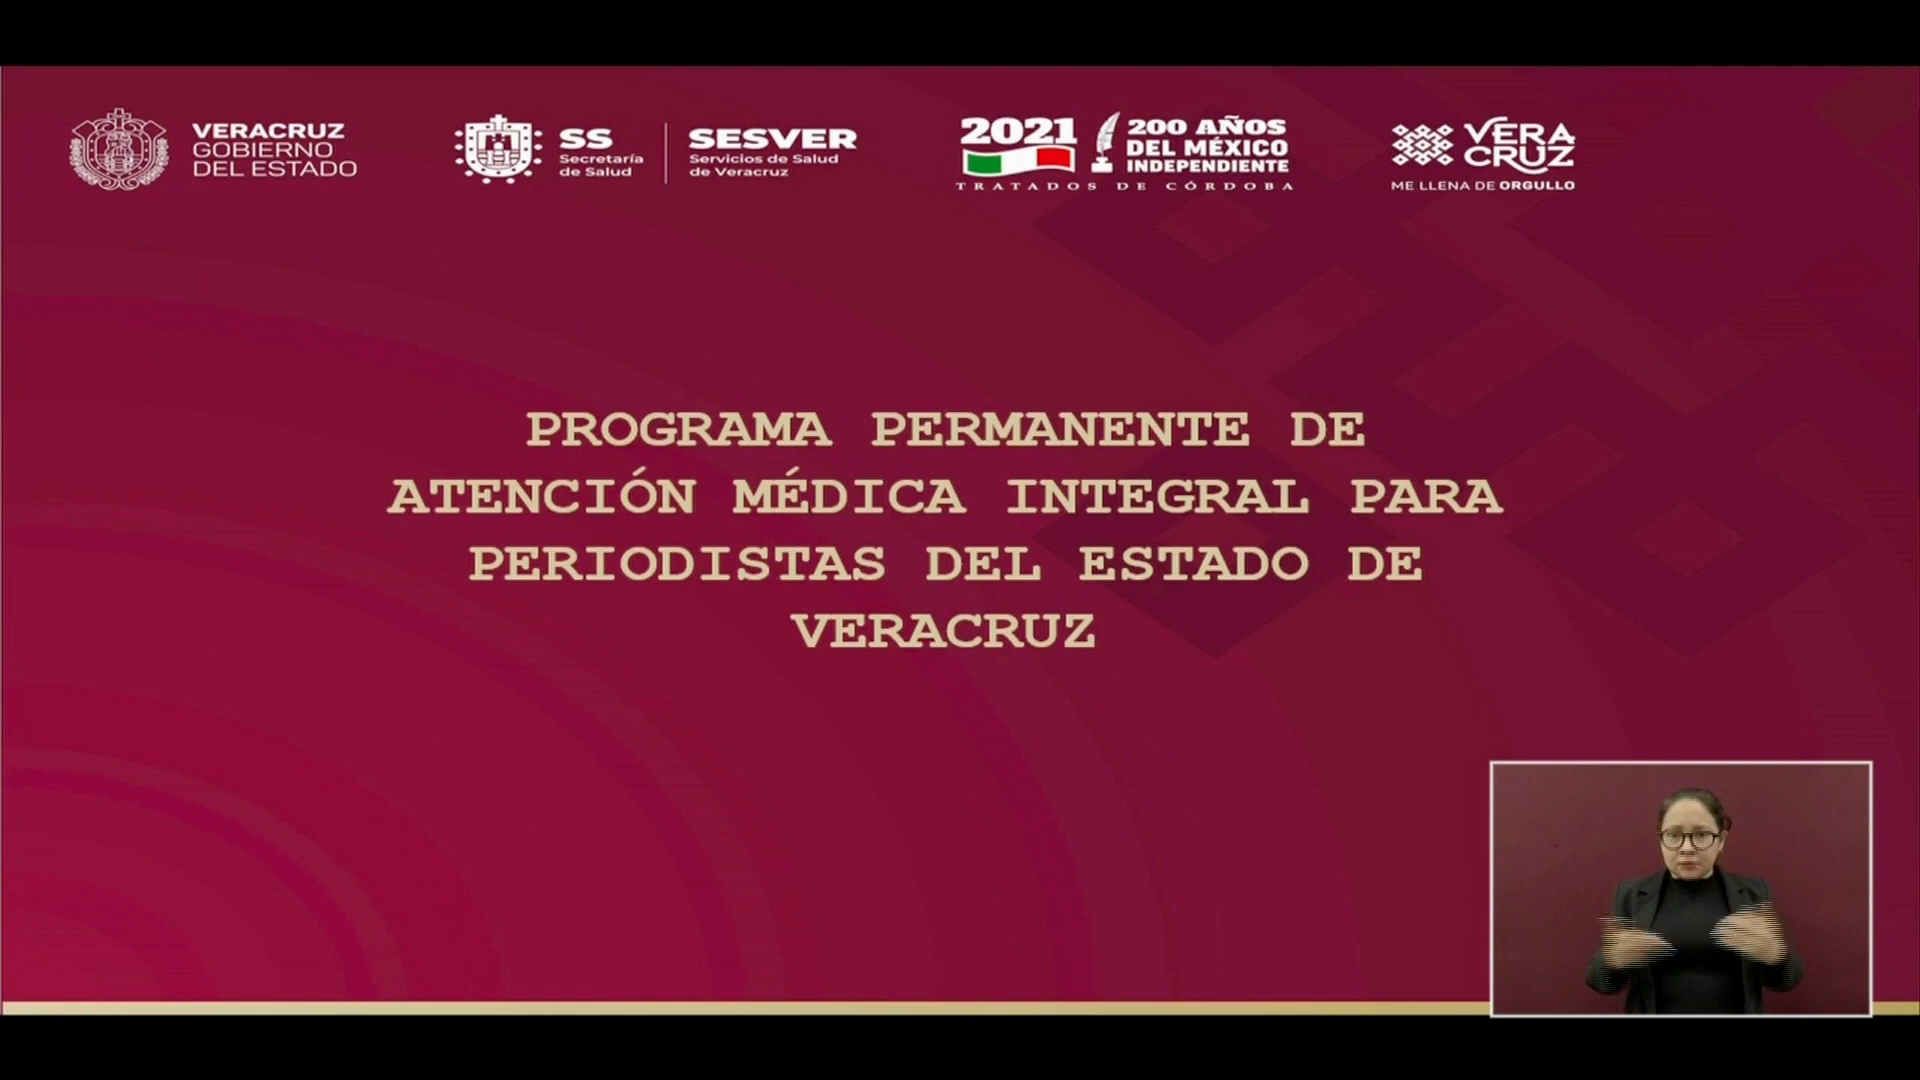 VERACRUZ
GOBIERNO
DEL ESTADO
SS
Secretaría
de Salud
SESVER
Servicios de Salud
de Veracruz
2021
200 AÑOS
DEL MÉXICO
INDEPENDIENTE
TRATADOS DE CÓRDOBA
VERA
CRUZ
ME LLENA DE ORGULLO
PROGRAMA PERMANENTE DE
ATENCIÓN MÉDICA INTEGRAL PARA
PERIODISTAS DEL ESTADO DE
VERACRUZ